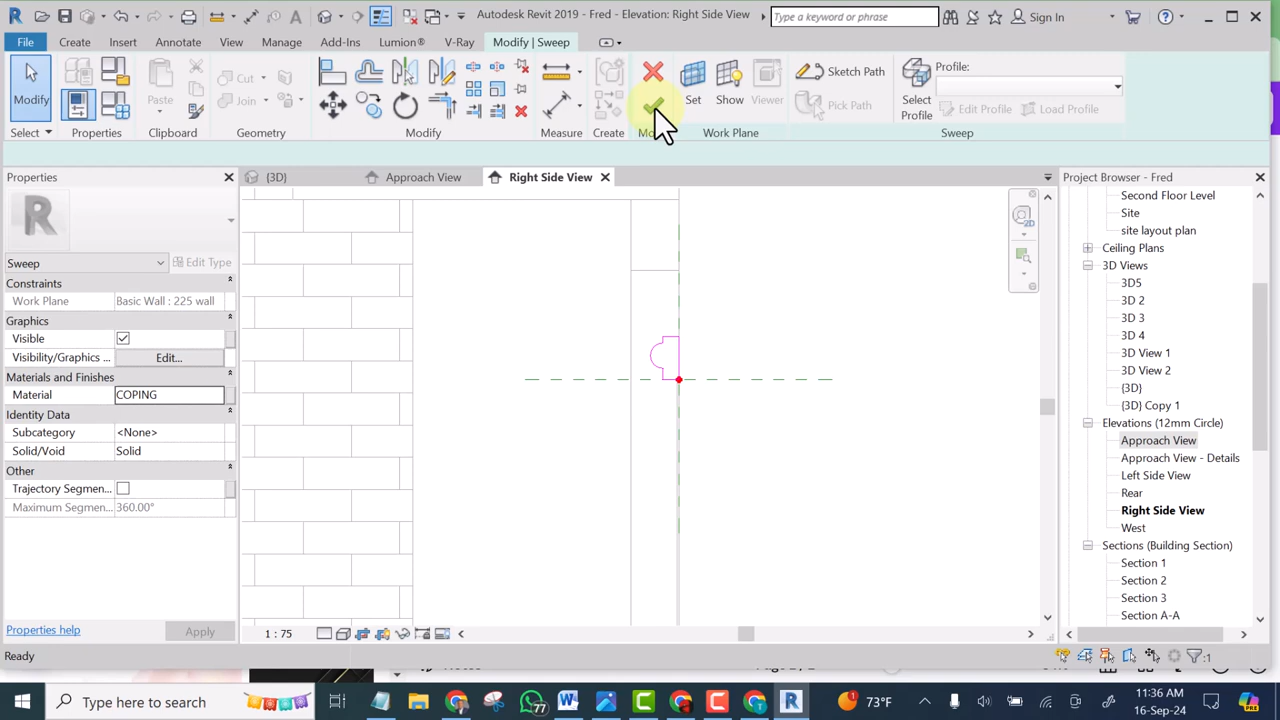 Autodesk Revit 2019 - Fred - Elevation: Right Side View
Type a keyword or phrase
Sign In
File
Create
Insert
Annotate
View
Manage
Add-Ins
Lumion®
V-Ray
Modify | Sweep
Modify
Paste
Cut
Join
Set
Show
Viewer
Sketch Path
Pick Path
Select Profile
Profile:
Edit Profile
Load Profile
Select
Properties
Clipboard
Geometry
Modify
Measure
Create
Work Plane
Sweep
Properties
{3D}
Approach View
Right Side View
Project Browser - Fred
Sweep
Edit Type
Constraints
Work Plane
Basic Wall : 225 wall
Graphics
Visible
Visibility/Graphics ...
Edit...
Materials and Finishes
Material
COPING
Identity Data
Subcategory
<None>
Solid/Void
Solid
Other
Trajectory Segmen...
Maximum Segmen...
360.00°
Properties help
Apply
1 : 75
Second Floor Level
Site
site layout plan
Ceiling Plans
3D Views
3D5
3D 2
3D 3
3D 4
3D View 1
3D View 2
{3D}
{3D} Copy 1
Elevations (12mm Circle)
Approach View
Approach View - Details
Left Side View
Rear
Right Side View
West
Sections (Building Section)
Section 1
Section 2
Section 3
Section A-A
Ready
:1
Type here to search
77
73°F
11:36 AM
16-Sep-24